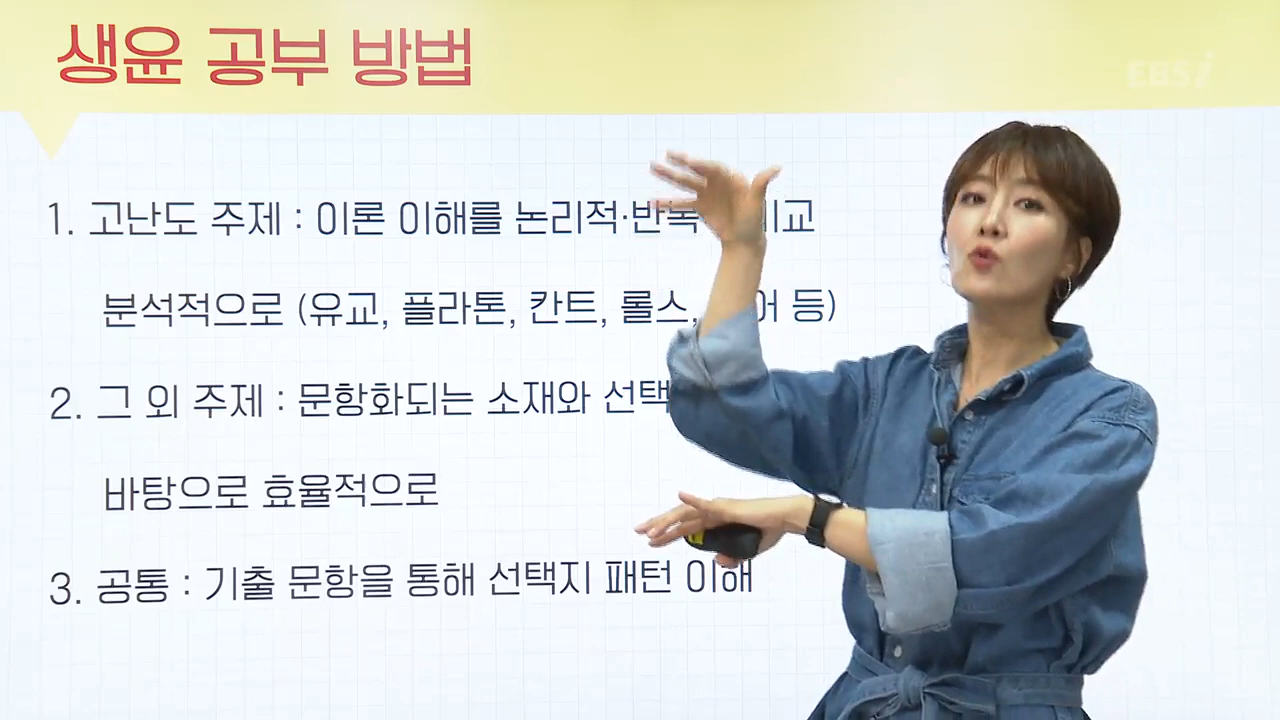 생윤 공부 방법
EBSi
1. 고난도 주제 : 이론 이해를 논리적·반복
분석적으로 (유교, 플라톤, 칸트, 롤스, 등)
2. 그 외 주제 : 문항화되는 소재와
바탕으로 효율적으로
3. 공통 : 기출 문항을 통해 선택지 패턴 이해